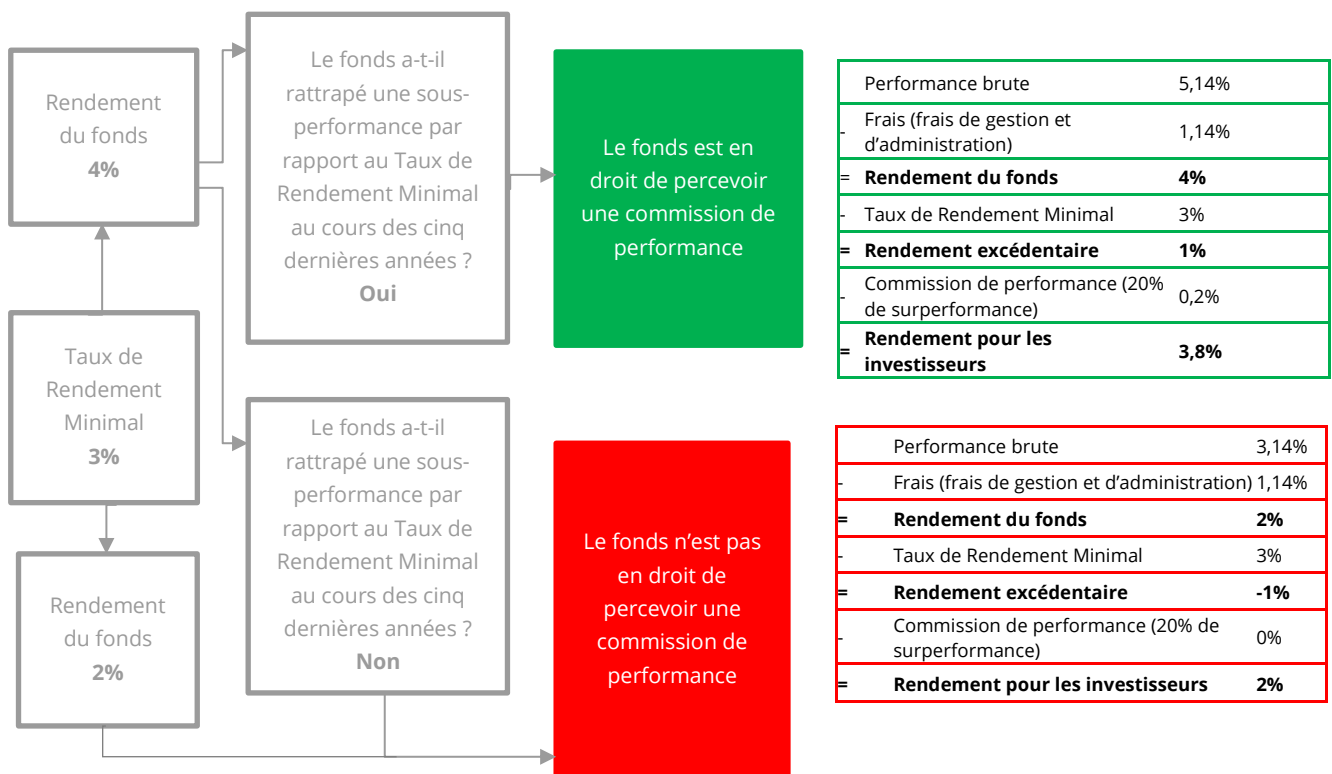 Rendement
du fonds
4%
Taux de
Rendement
Minimal
3%
Rendement
du fonds
2%
Le fonds a-t-il
rattrapé une sous-
performance par
rapport au Taux de
Rendement Minimal
au cours des cinq
dernières années ?
Oui
Le fonds a-t-il
rattrapé une sous-
performance par
rapport au Taux de
Rendement Minimal
au cours des cinq
dernières années ?
Non
Le fonds est en
droit de percevoir
une commission de
performance
Le fonds n’est pas
en droit de
percevoir une
commission de
performance
Performance brute 5,14%
- Frais (frais de gestion et
d’administration) 1,14%
= Rendement du fonds 4%
- Taux de Rendement Minimal 3%
= Rendement excédentaire 1%
- Commission de performance (20%
de surperformance) 0,2%
= Rendement pour les
investisseurs 3,8%
Performance brute 3,14%
- Frais (frais de gestion et d’administration) 1,14%
= Rendement du fonds 2%
- Taux de Rendement Minimal 3%
= Rendement excédentaire -1%
- Commission de performance (20% de
surperformance) 0%
= Rendement pour les investisseurs 2%